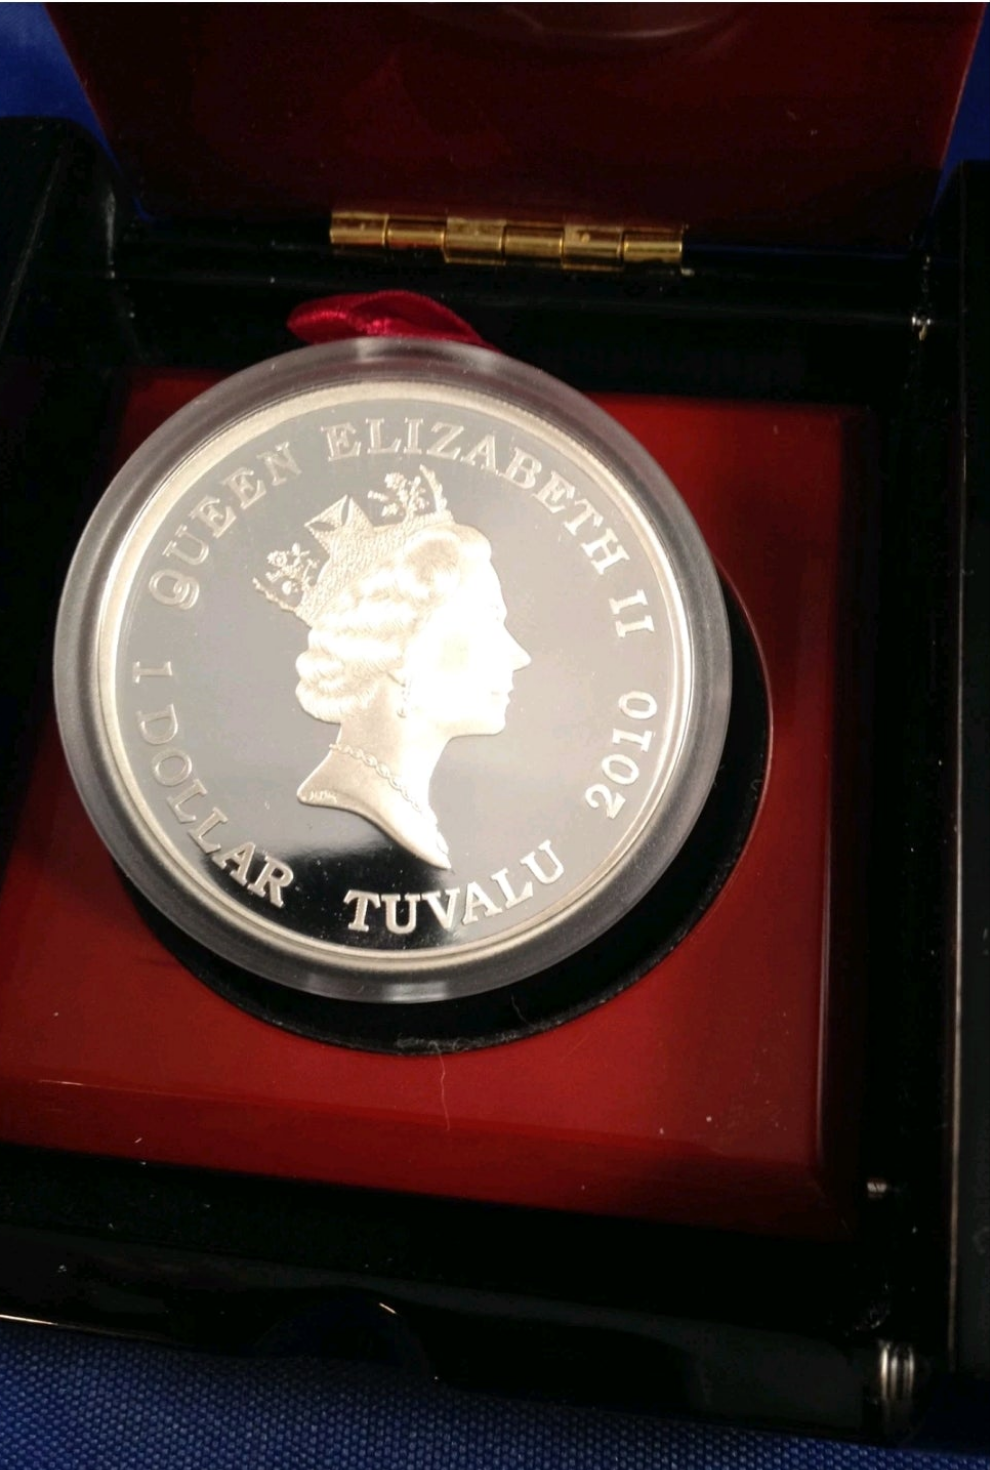 QUEEN ELIZABETH II
2010
1 DOLLAR
TUVALU